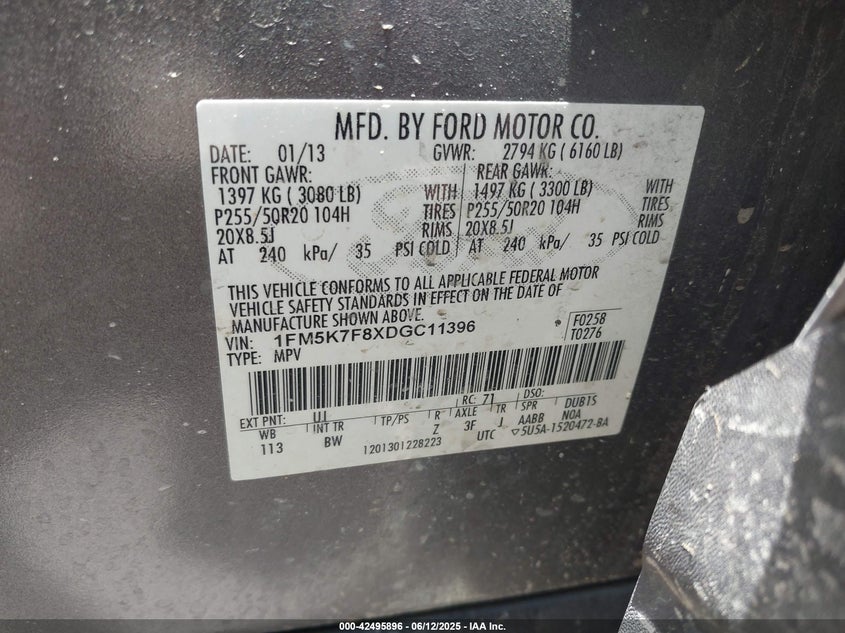 MFD. BY FORD MOTOR CO.
DATE: 01/13 GVWR: 2794 KG ( 6160 LB)
FRONT GAWR: REAR GAWR:
1397 KG ( 3080 LB) WITH 1497 KG ( 3300 LB) WITH
P255/50R20 104H TIRES P255/50R20 104H TIRES
20X8.5J RIMS 20X8.5J RIMS
AT 240 kPa/ 35 PSI COLD AT 240 kPa/ 35 PSI COLD
THIS VEHICLE CONFORMS TO ALL APPLICABLE FEDERAL MOTOR
VEHICLE SAFETY STANDARDS IN EFFECT ON THE DATE OF
MANUFACTURE SHOWN ABOVE.
VIN: 1FM5K7F8XDGC11396 F0258
TYPE: MPV T0276
EXT PNT: UJ RC: 71 DSO:
WB INT TR TP/PS R AXLE TR SPR DUB1S
113 BW Z 3F J AABB NOA
1201301228223 UTC ▽5U5A-1520472-BA
000-42495896 - 06/12/2025 - IAA Inc.